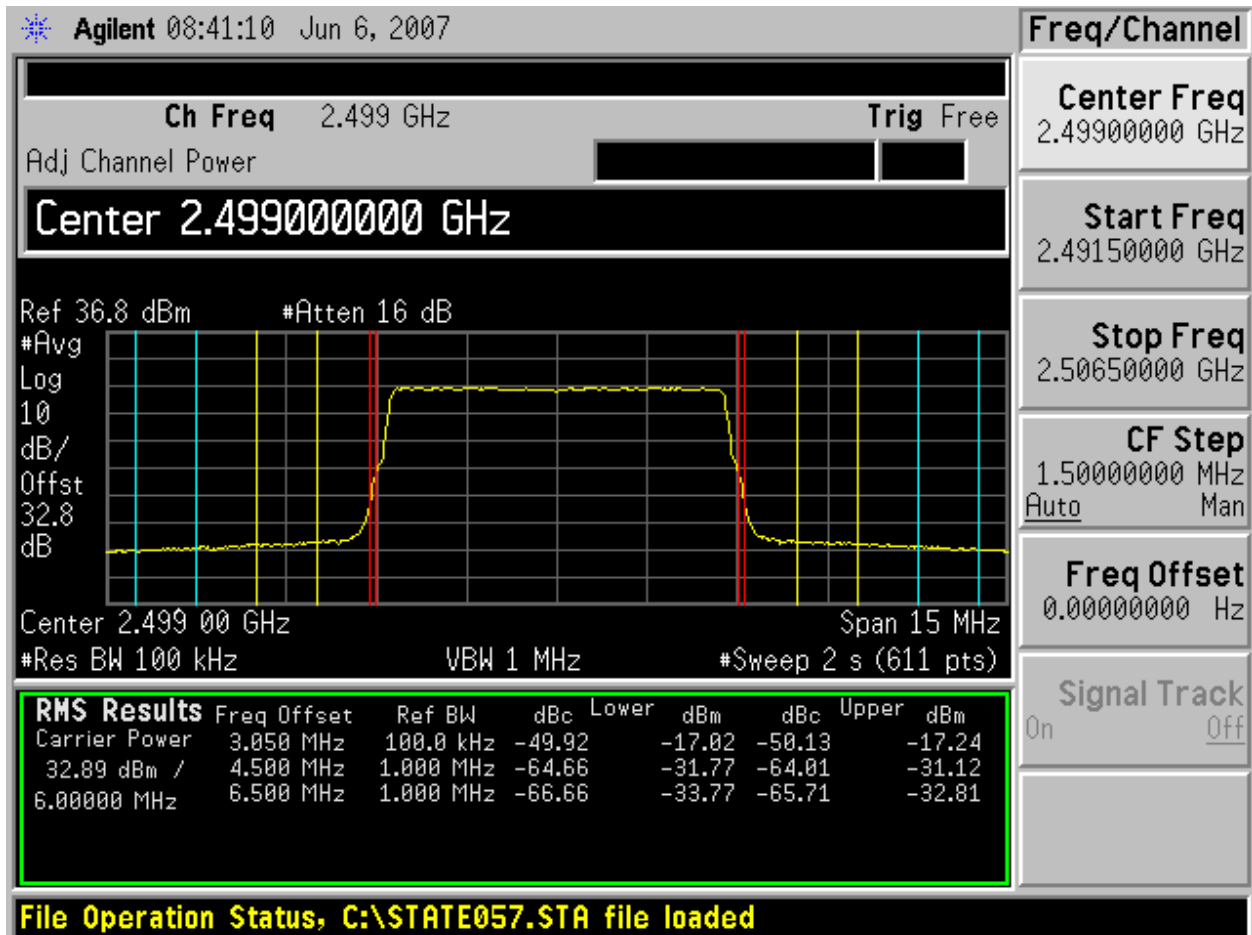 Agilent 08:41:10 Jun 6, 2007
Freq/Channel
Ch Freq 2.499 GHz Trig Free
Adj Channel Power
Center 2.499000000 GHz
Ref 36.8 dBm #Atten 16 dB
#Avg
Log
10
dB/
Offst
32.8
dB
Center 2.499 00 GHz Span 15 MHz
#Res BW 100 kHz VBW 1 MHz #Sweep 2 s (611 pts)
RMS Results Freq Offset Ref BW dBc Lower dBm dBc Upper dBm
Carrier Power 3.050 MHz 100.0 kHz -49.92 -17.02 -50.13 -17.24
32.89 dBm / 4.500 MHz 1.000 MHz -64.66 -31.77 -64.01 -31.12
6.00000 MHz 6.500 MHz 1.000 MHz -66.66 -33.77 -65.71 -32.81
Center Freq
2.49900000 GHz
Start Freq
2.49150000 GHz
Stop Freq
2.50650000 GHz
CF Step
1.50000000 MHz
Auto Man
Freq Offset
0.00000000 Hz
Signal Track
On Off
File Operation Status, C:\STATE057.STA file loaded